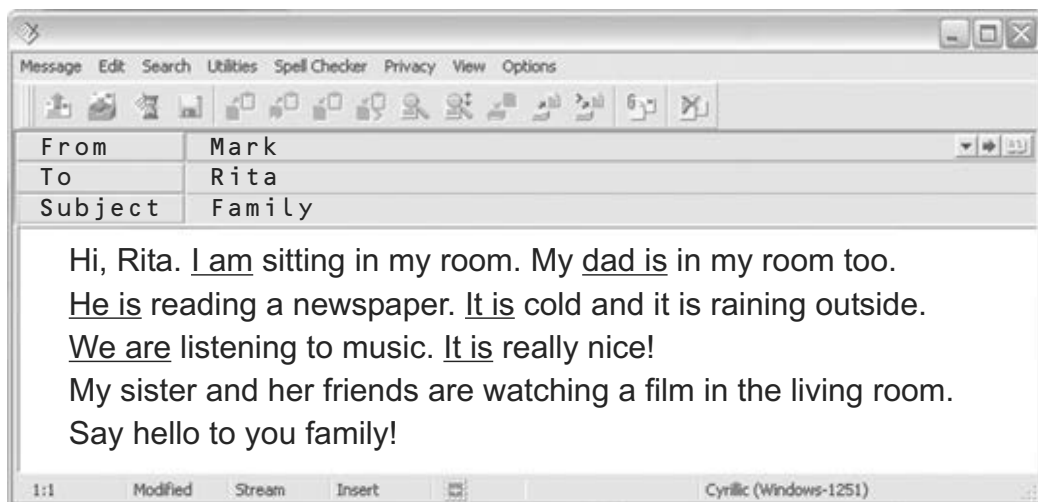 Message Edit Search Utilities Spell Checker Privacy View Options
From Mark
To Rita
Subject Family
Hi, Rita. I am sitting in my room. My dad is in my room too.
He is reading a newspaper. It is cold and it is raining outside.
We are listening to music. It is really nice!
My sister and her friends are watching a film in the living room.
Say hello to you family!
1:1 Modified Stream Insert Cyrillic (Windows-1251)